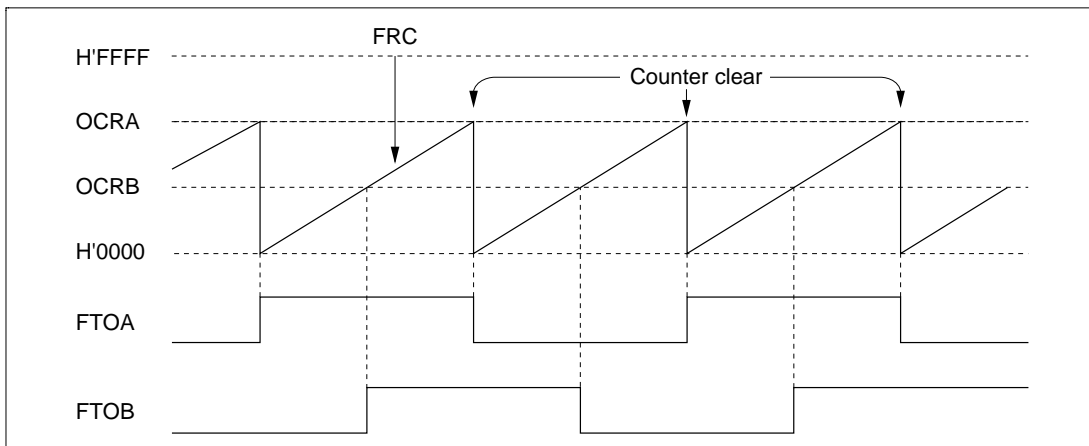 FRC
H'FFFF
Counter clear
OCRA
OCRB
H'0000
FTOA
FTOB